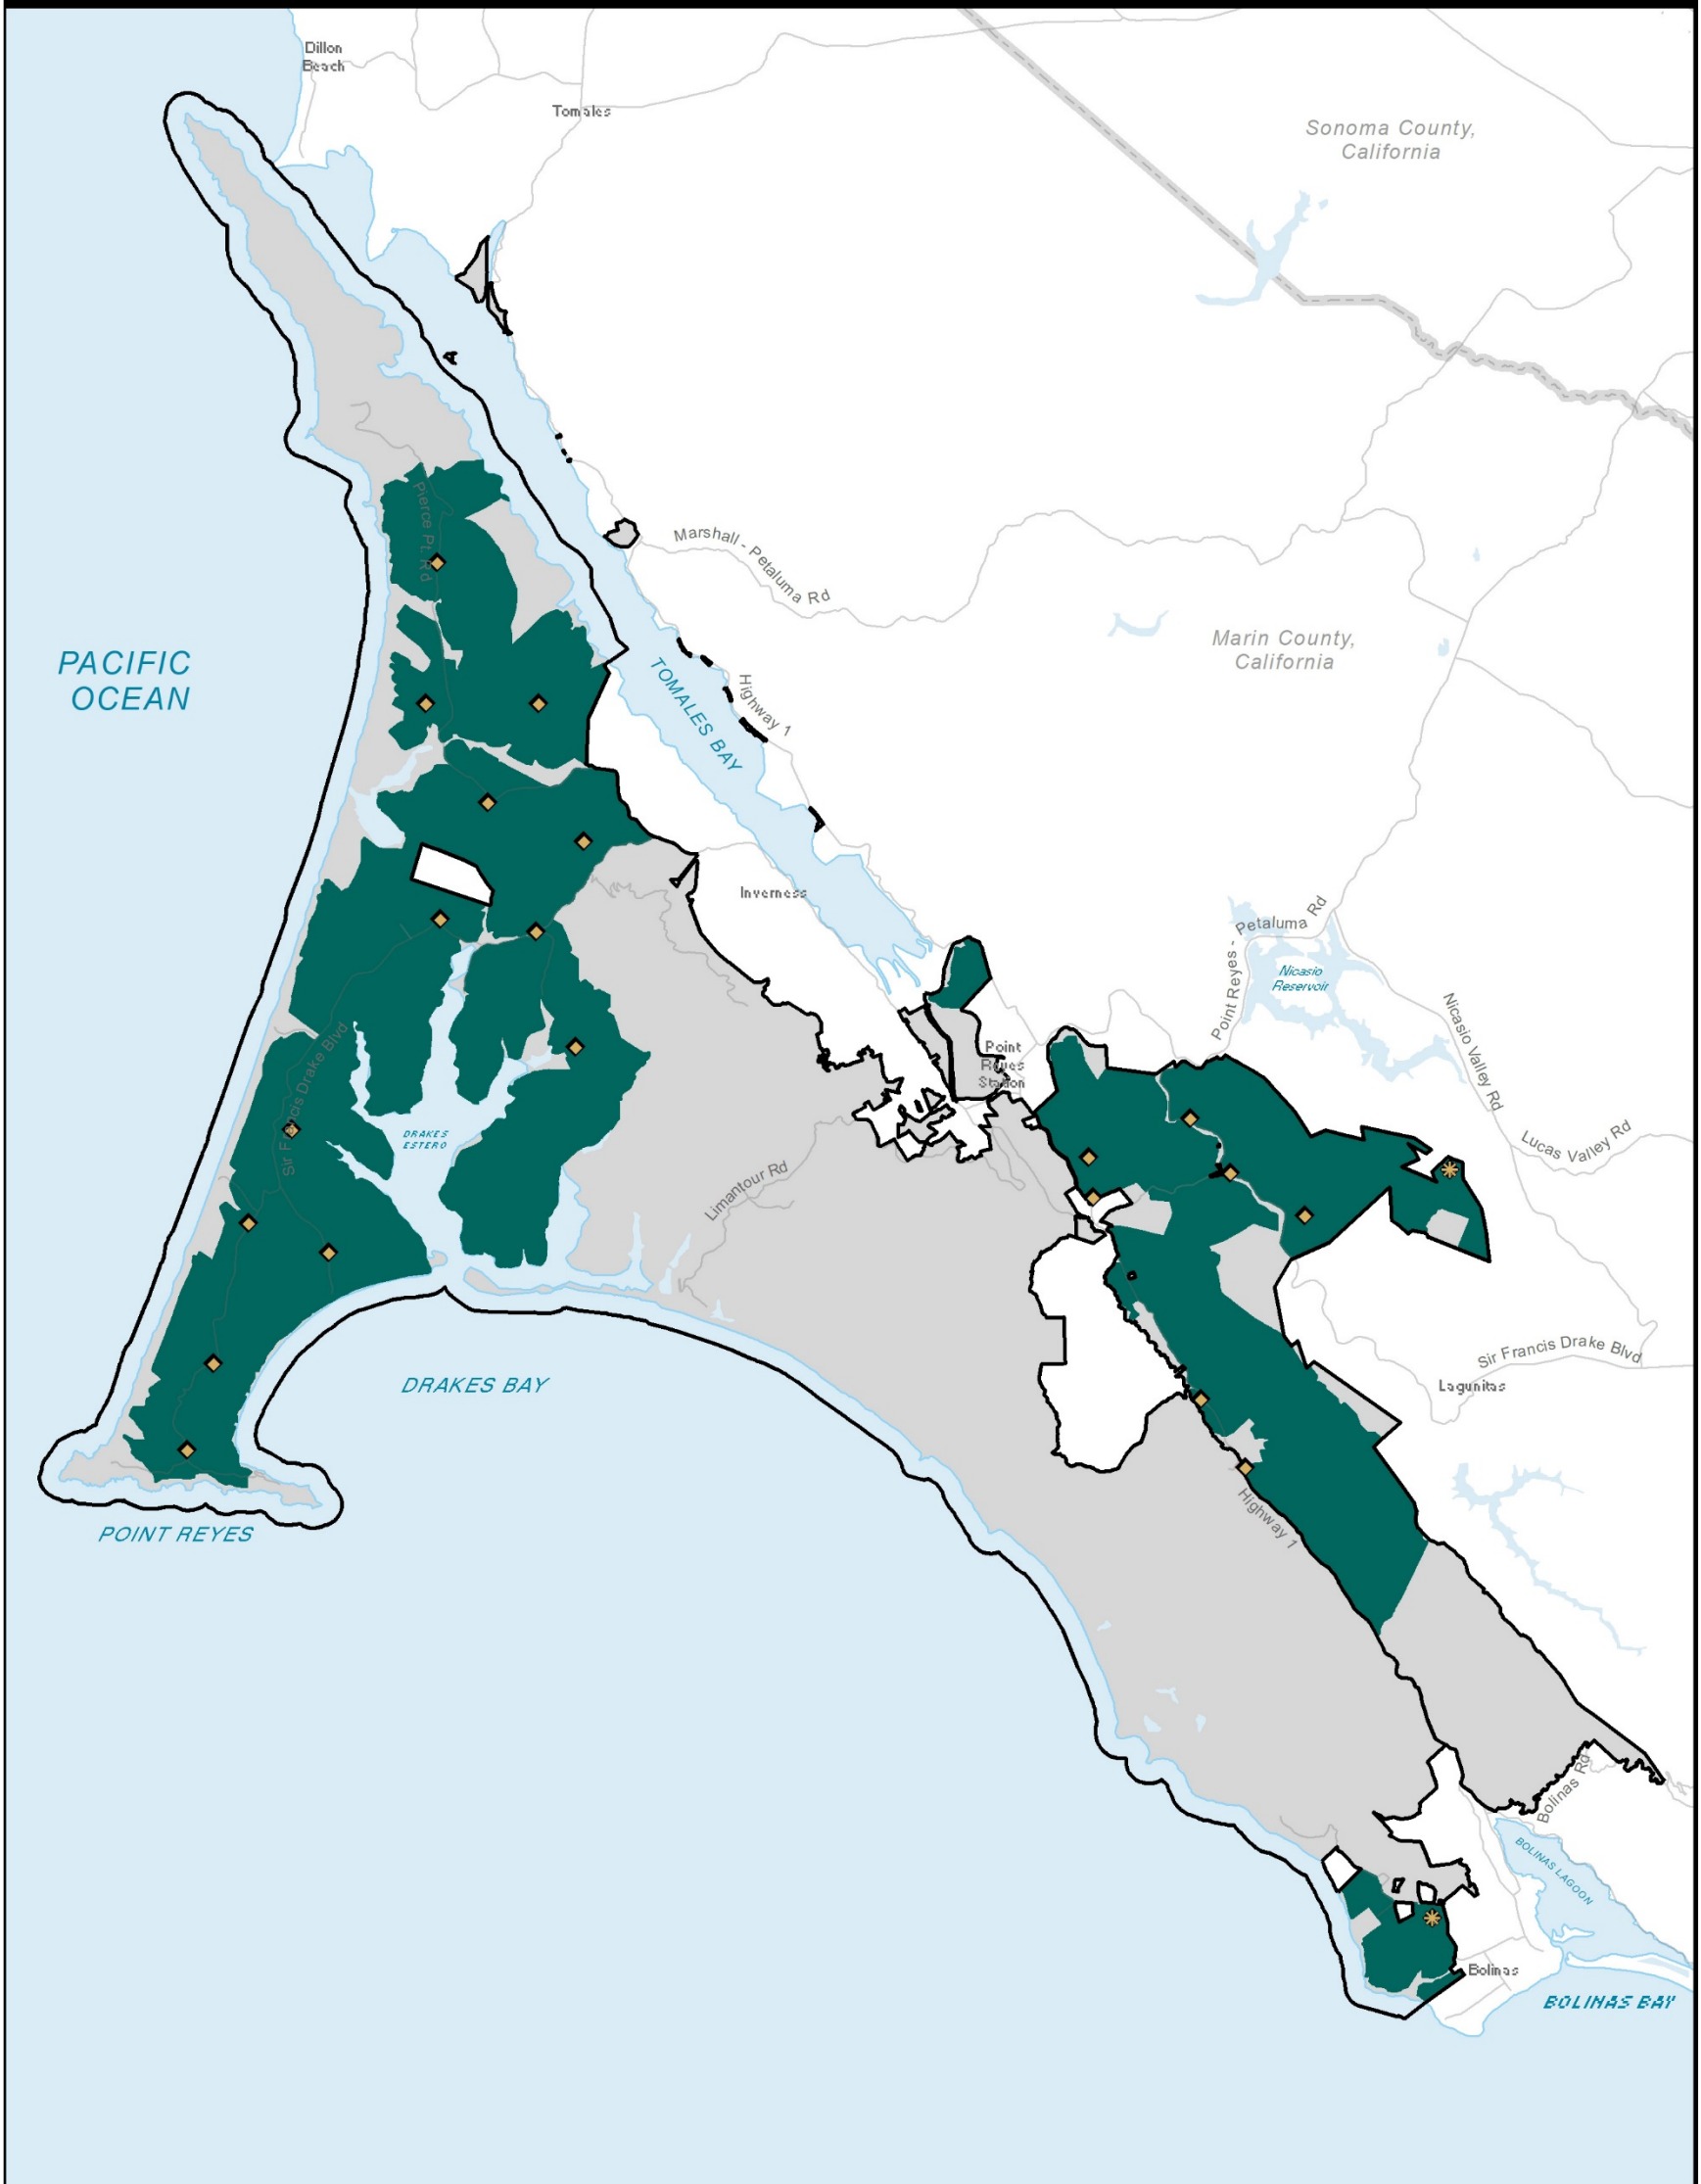 Dillon
Beach
Tomales
Sonoma County,
California
Pierce Pt. Rd
Marshall - Petaluma Rd
PACIFIC
OCEAN
Marin County,
California
TOMALES BAY
Highway 1
Inverness
Point Reyes - Petaluma Rd
Nicasio
Reservoir
Nicasio Valley Rd
Point
Reyes
Station
Sir Francis Drake Blvd
DRAKES
ESTERO
Lucas Valley Rd
Limantour Rd
Sir Francis Drake Blvd
Lagunitas
DRAKES BAY
POINT REYES
Highway 1
Bolinas Rd
BOLINAS LAGOON
Bolinas
BOLINAS BAY